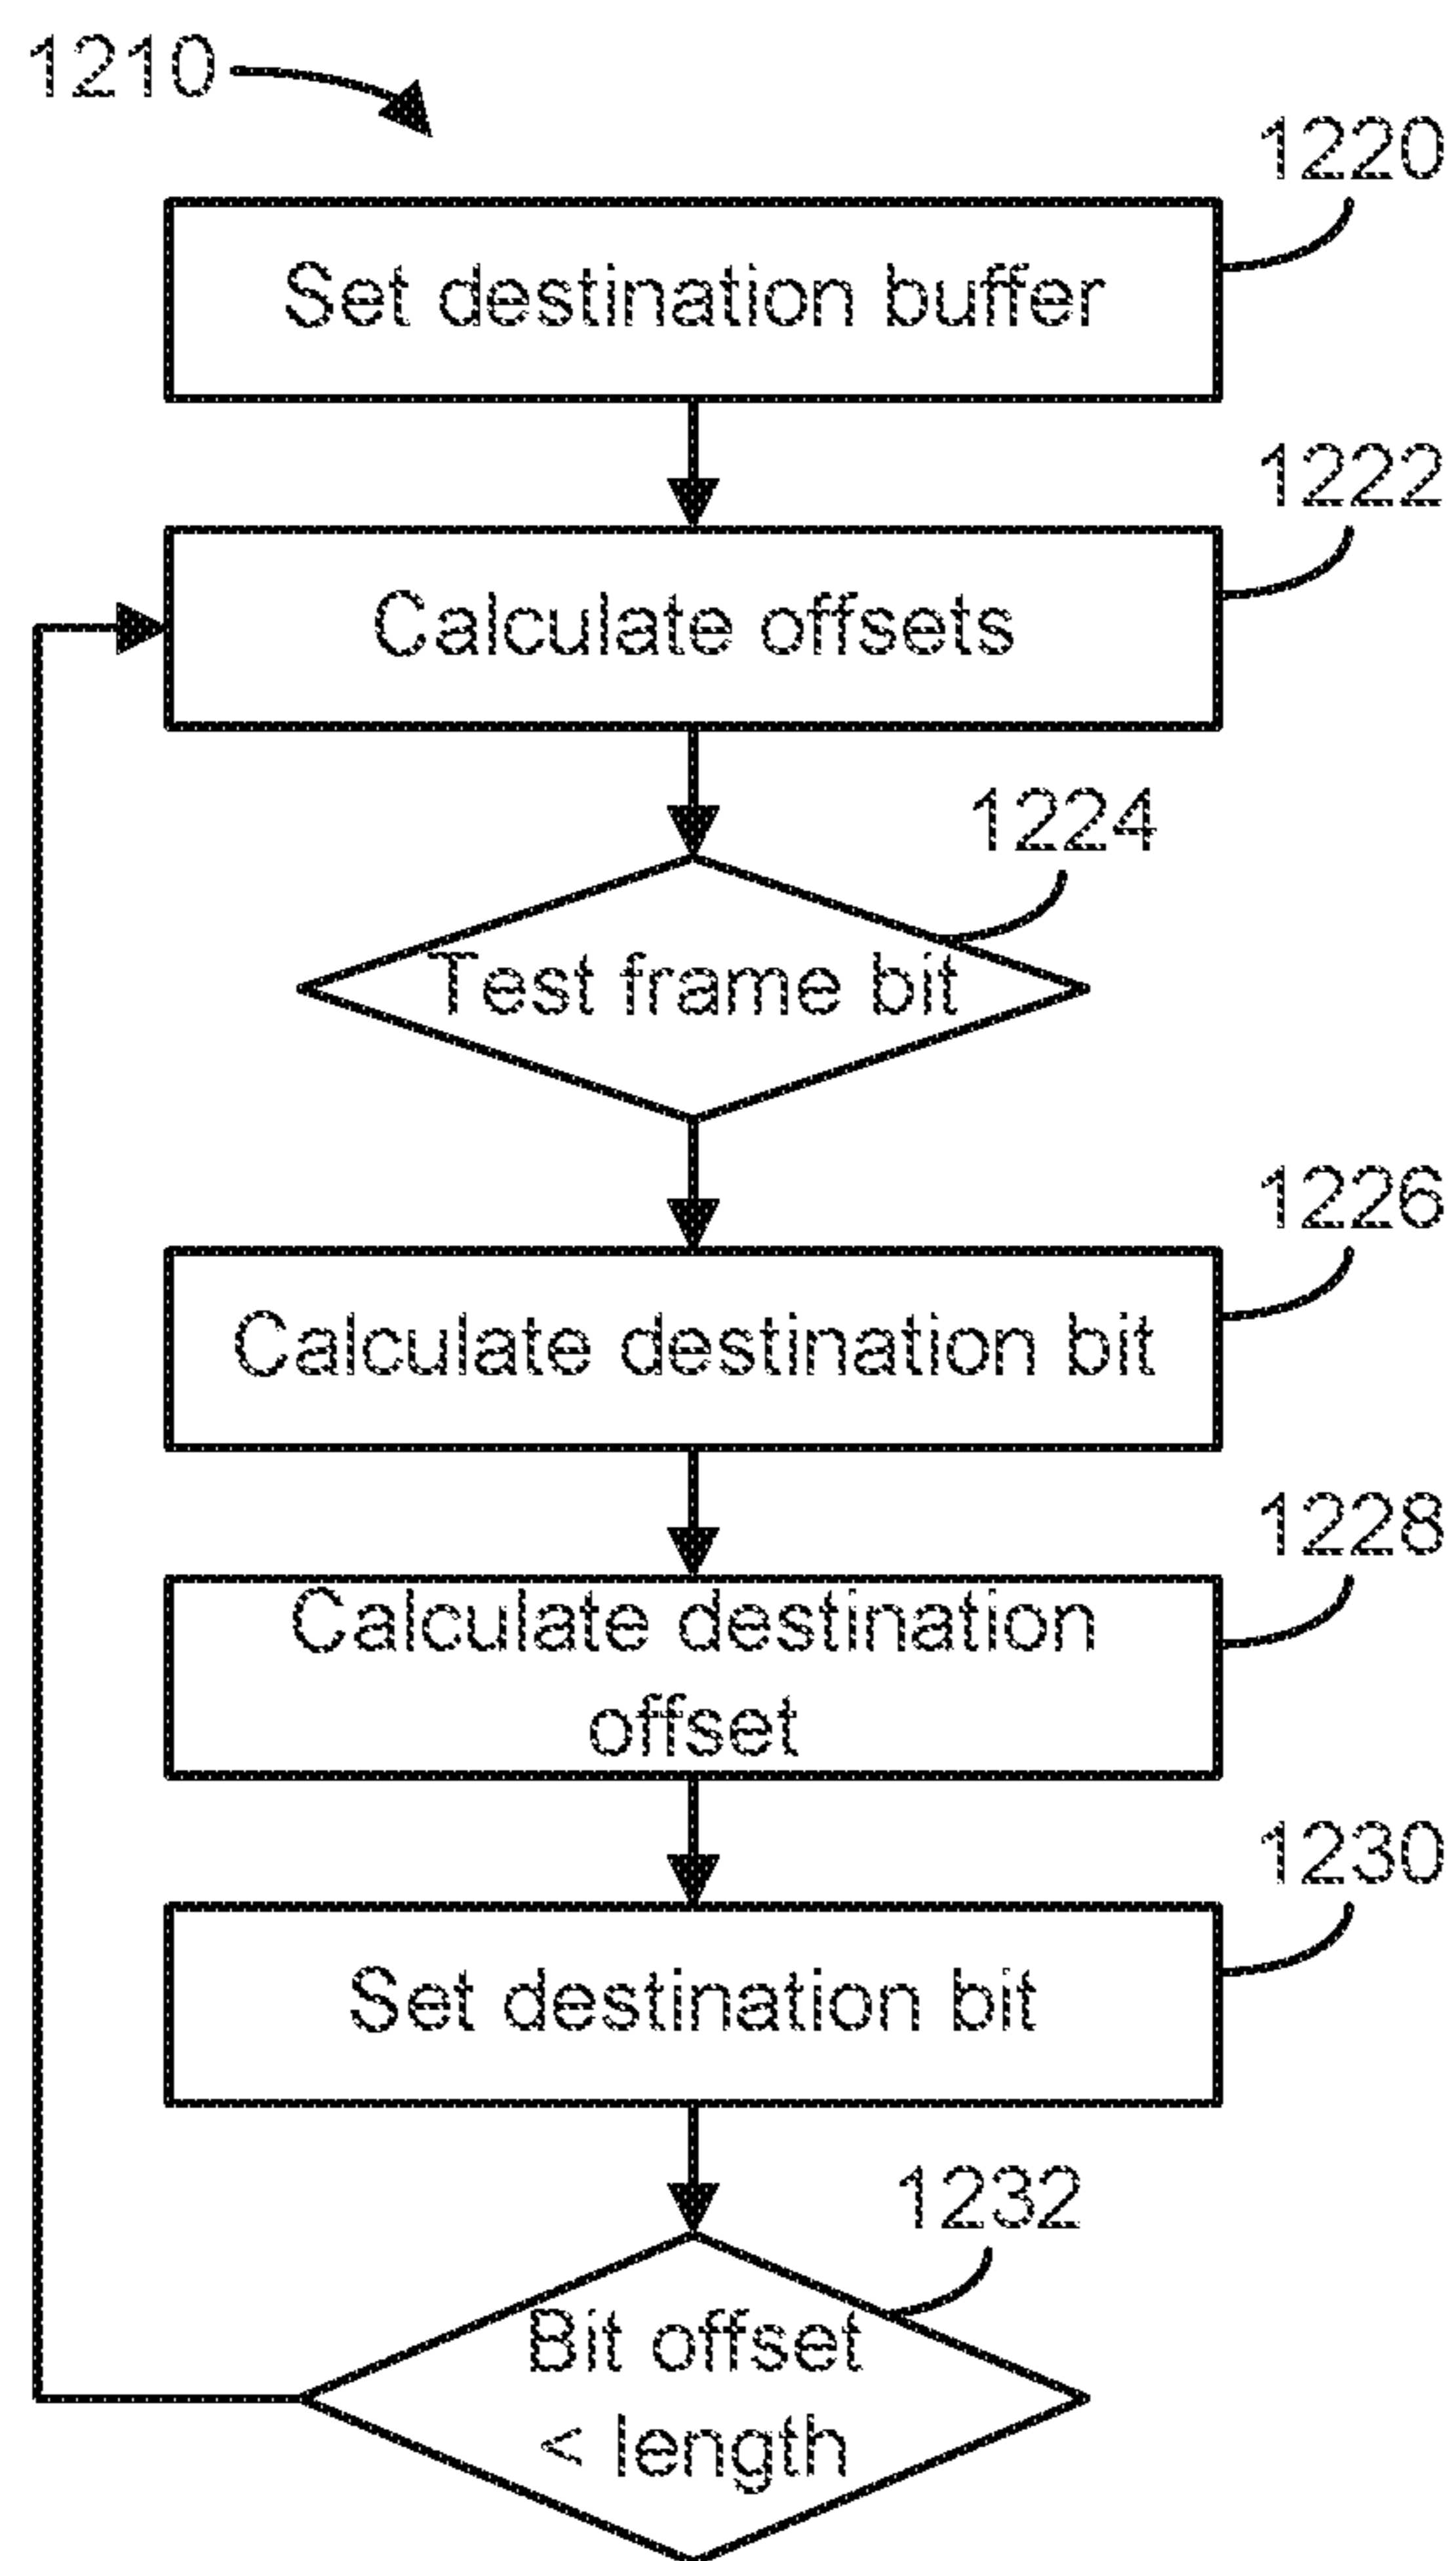 1210
1220
Set destination buffer
1222
Calculate offsets
1224
Test frame bit
1226
Calculate destination bit
1228
Calculate destination
offset
1230
Set destination bit
1232
Bit offset
< length